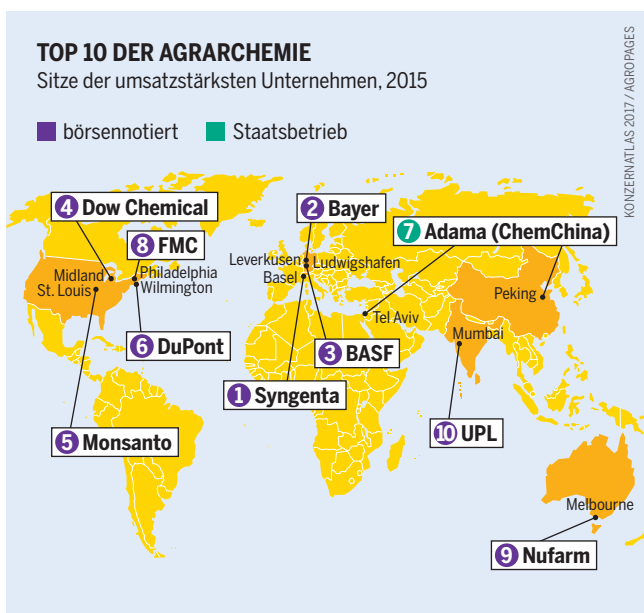 TOP 10 DER AGRARCHEMIE
Sitze der umsatzstärksten Unternehmen, 2015
börsennotiert
Staatsbetrieb
KONZERNATLAS 2017 / AGROPAGES
4 Dow Chemical
2 Bayer
7 Adama (ChemChina)
8 FMC
Leverkusen
Ludwigshafen
Basel
Midland
Philadelphia
St. Louis
Wilmington
Peking
Tel Aviv
Mumbai
6 DuPont
3 BASF
1 Syngenta
5 Monsanto
10 UPL
Melbourne
9 Nufarm